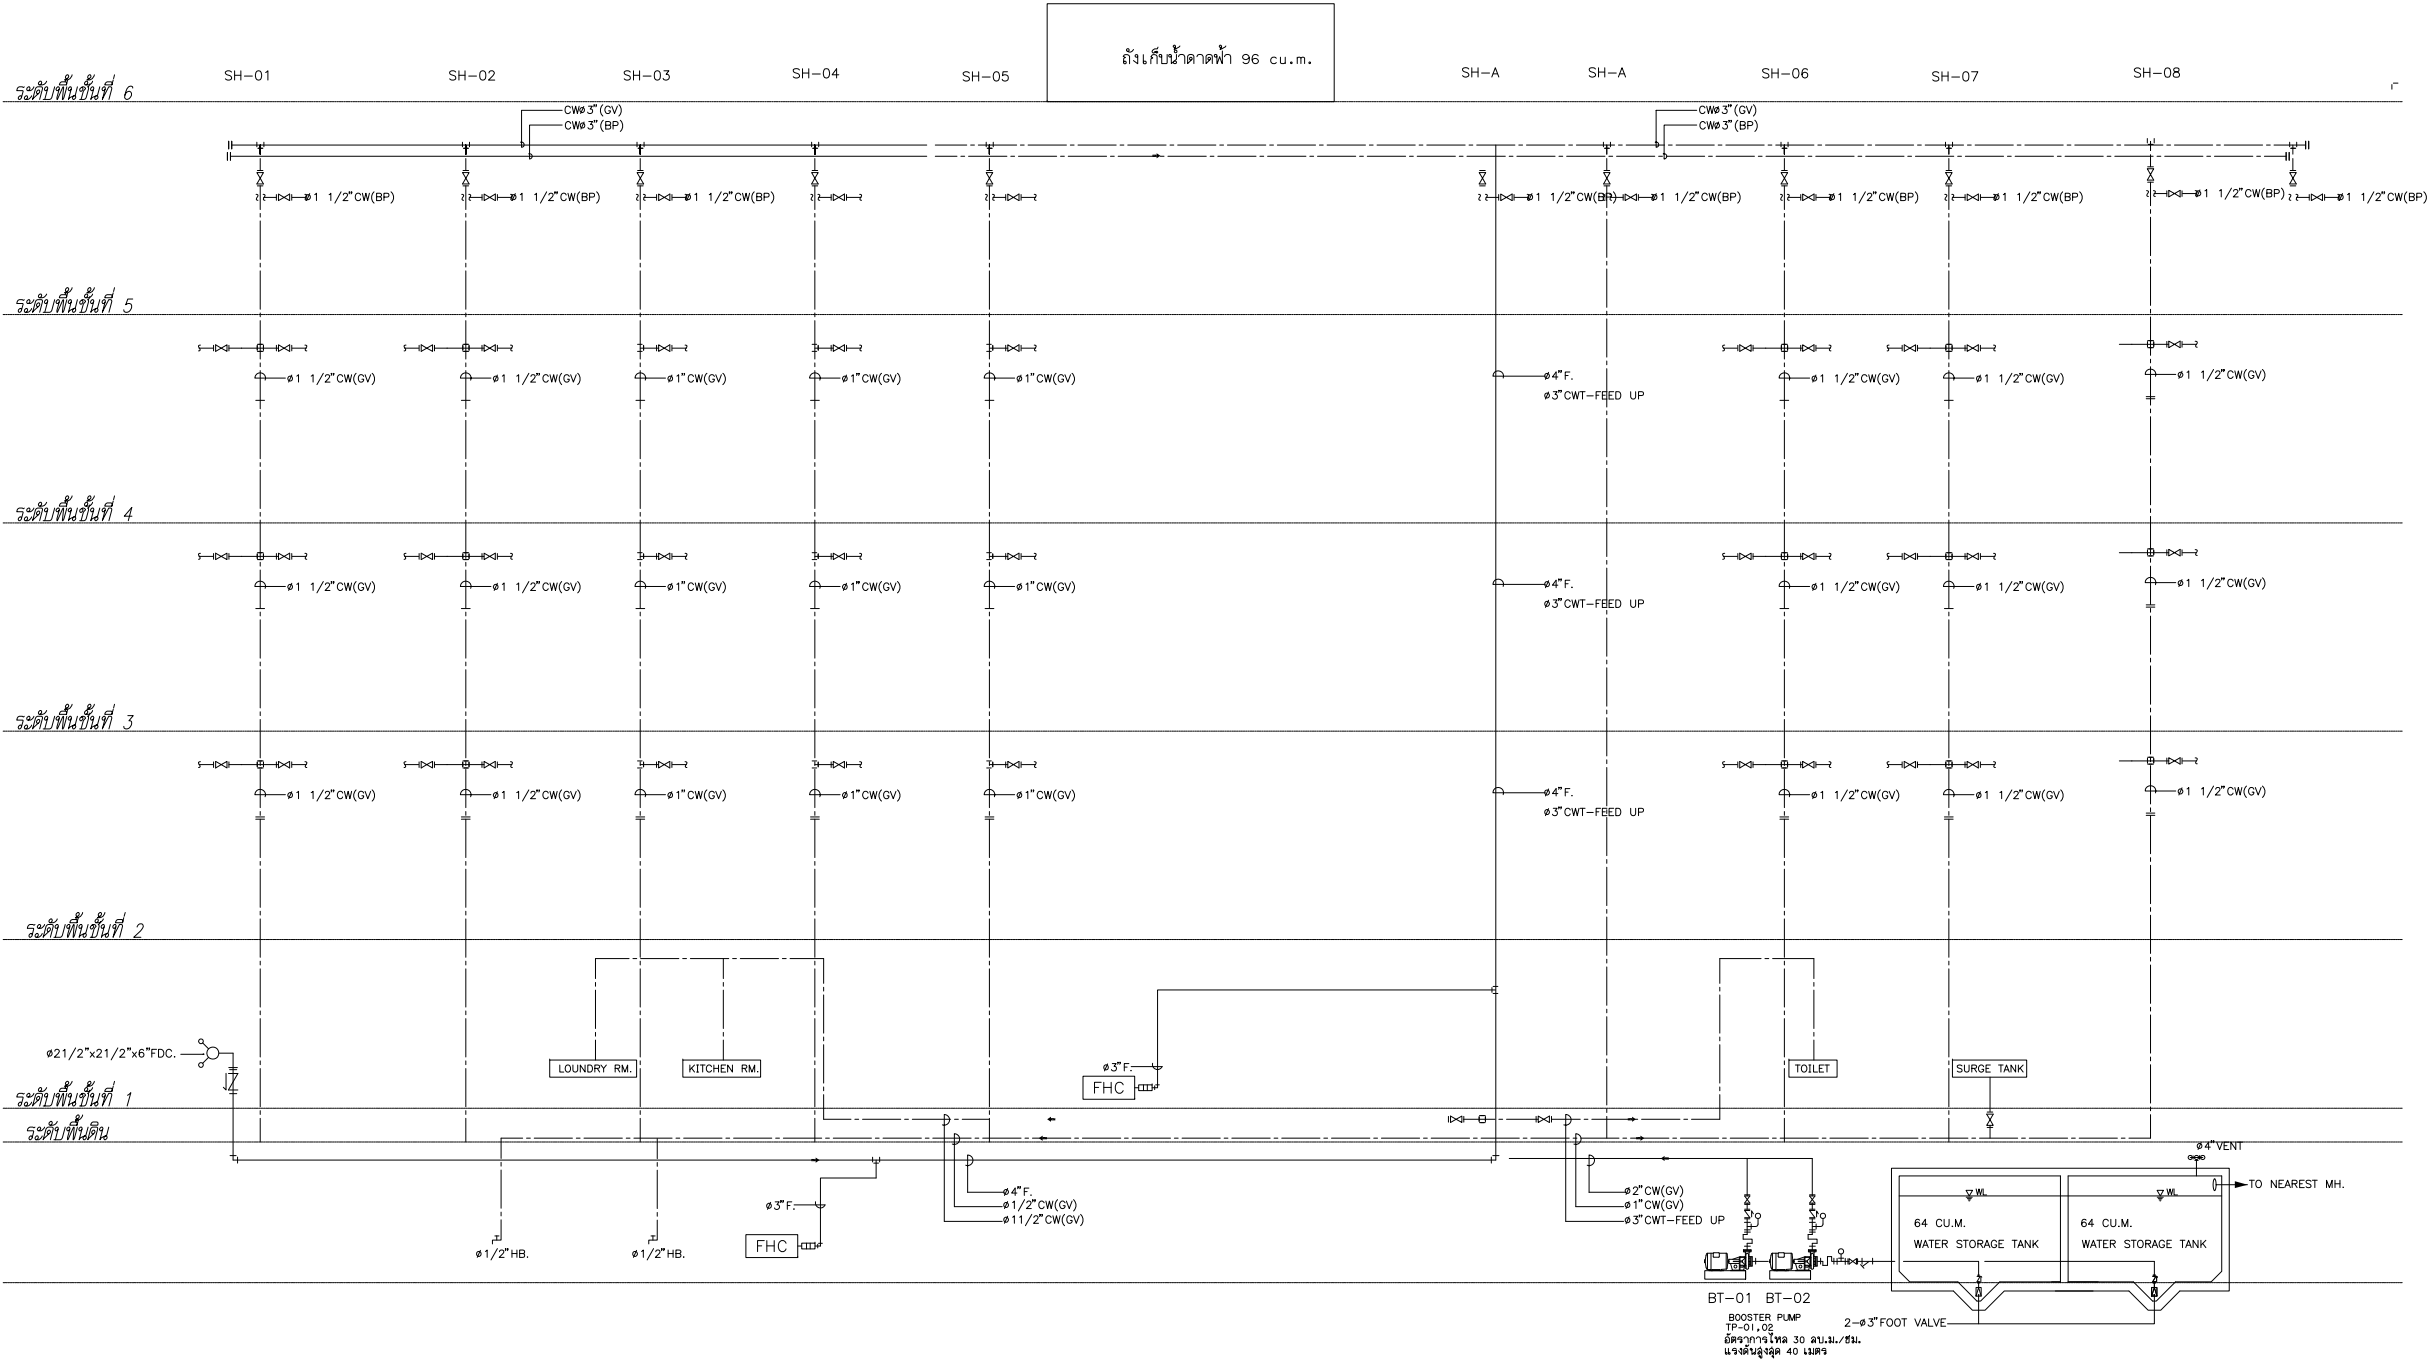 ถังเก็บน้ำดาดฟ้า 96 cu.m.
SH-01
SH-02
SH-03
SH-04
SH-05
SH-A
SH-A
SH-06
SH-07
SH-08
ระดับพื้นชั้นที่ 6
CWø3"(GV)
CWø3"(BP)
CWø3"(GV)
CWø3"(BP)
ø1 1/2"CW(BP)
ø1 1/2"CW(BP)
ø1 1/2"CW(BP)
ø1 1/2"CW(BP)
ø1 1/2"CW(BP)
ø1 1/2"CW(BP)
ø1 1/2"CW(BP)
ø1 1/2"CW(BP)
ø1 1/2"CW(BP)
ระดับพื้นชั้นที่ 5
ø1 1/2"CW(GV)
ø1 1/2"CW(GV)
ø1"CW(GV)
ø1"CW(GV)
ø1"CW(GV)
ø4"F.
ø3"CWT-FEED UP
ø1 1/2"CW(GV)
ø1 1/2"CW(GV)
ø1 1/2"CW(GV)
ระดับพื้นชั้นที่ 4
ø1 1/2"CW(GV)
ø1 1/2"CW(GV)
ø1"CW(GV)
ø1"CW(GV)
ø1"CW(GV)
ø4"F.
ø3"CWT-FEED UP
ø1 1/2"CW(GV)
ø1 1/2"CW(GV)
ø1 1/2"CW(GV)
ระดับพื้นชั้นที่ 3
ø1 1/2"CW(GV)
ø1 1/2"CW(GV)
ø1"CW(GV)
ø1"CW(GV)
ø1"CW(GV)
ø4"F.
ø3"CWT-FEED UP
ø1 1/2"CW(GV)
ø1 1/2"CW(GV)
ø1 1/2"CW(GV)
ระดับพื้นชั้นที่ 2
ø21/2"x21/2"x6"FDC.
LOUNDRY RM.
KITCHEN RM.
ø3"F.
FHC
TOILET
SURGE TANK
ระดับพื้นชั้นที่ 1
ระดับพื้นดิน
ø4"VENT
TO NEAREST MH.
ø4"F.
ø1/2"CW(GV)
ø11/2"CW(GV)
ø2"CW(GV)
ø1"CW(GV)
ø3"CWT-FEED UP
ø3"F.
FHC
ø1/2"HB.
ø1/2"HB.
WL
WL
64 CU.M.
WATER STORAGE TANK
64 CU.M.
WATER STORAGE TANK
BT-01
BT-02
BOOSTER PUMP
TP-01,02
อัตราการไหล 30 ลบ.ม./ชม.
แรงดันสูงสุด 40 เมตร
2-ø3"FOOT VALVE